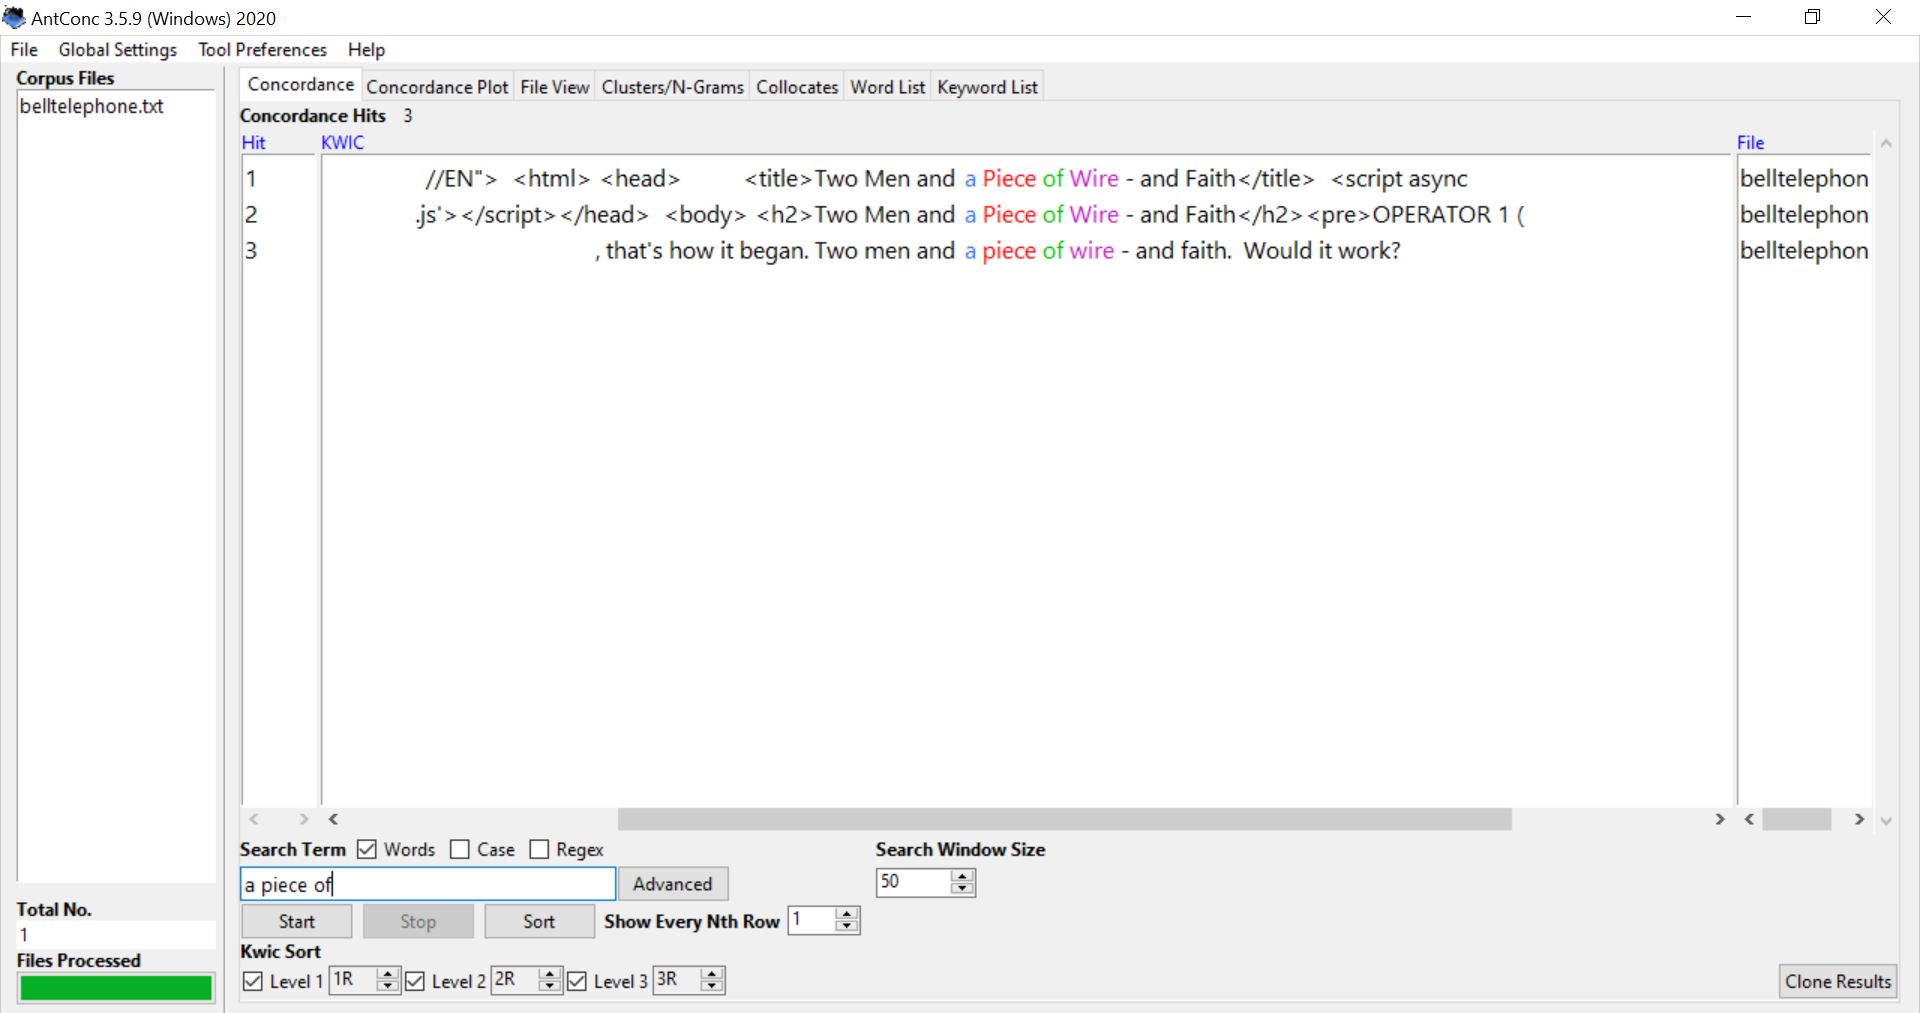 AntConc 3.5.9 (Windows) 2020
File Global Settings Tool Preferences Help
Corpus Files
belltelephone.txt
Concordance Concordance Plot File View Clusters/N-Grams Collocates Word List Keyword List
Concordance Hits 3
Hit KWIC File
1 //EN"> <html> <head> <title>Two Men and a Piece of Wire - and Faith</title> <script async belltelephon
2 .js'></script></head> <body> <h2>Two Men and a Piece of Wire - and Faith</h2><pre>OPERATOR 1 ( belltelephon
3 , that's how it began. Two men and a piece of wire - and faith. Would it work? belltelephon
Search Term Words Case Regex Search Window Size
a piece of Advanced 50
Start Stop Sort Show Every Nth Row 1
Kwic Sort
Level 1 1R Level 2 2R Level 3 3R Clone Results
Total No.
1
Files Processed